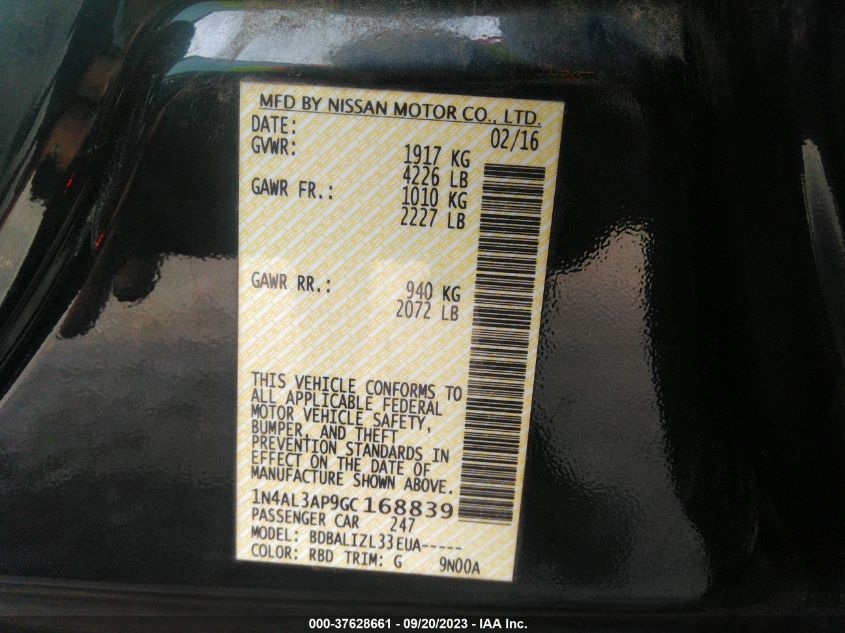 MFD BY NISSAN MOTOR CO., LTD.
DATE: 02/16
GVWR: 1917 KG
4226 LB
GAWR FR.: 1010 KG
2227 LB
GAWR RR.: 940 KG
2072 LB
THIS VEHICLE CONFORMS TO
ALL APPLICABLE FEDERAL
MOTOR VEHICLE SAFETY,
BUMPER, AND THEFT
PREVENTION STANDARDS IN
EFFECT ON THE DATE OF
MANUFACTURE SHOWN ABOVE.
1N4AL3AP9GC168839
PASSENGER CAR 247
MODEL: BDBALIZL33EUA-----
COLOR: RBD TRIM: G 9N00A
000-37628661 - 09/20/2023 - IAA Inc.